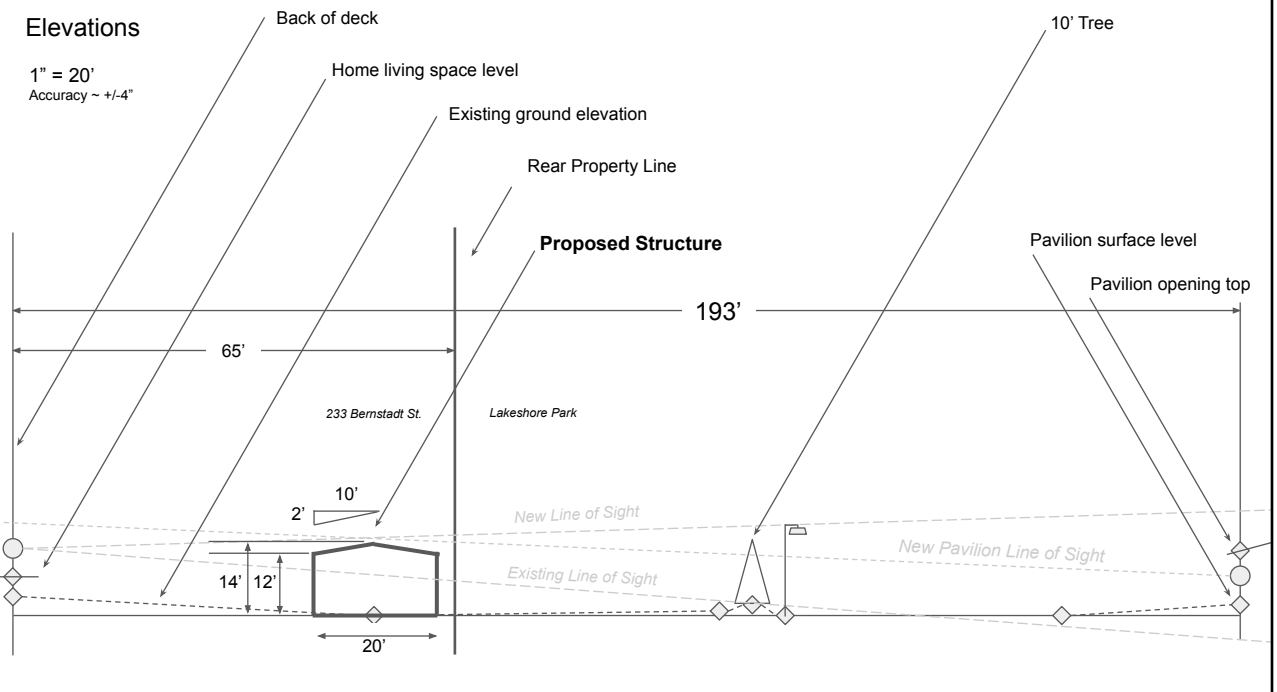 Elevations
Back of deck
10’ Tree
1” = 20’
Accuracy ~ +/-4”
Home living space level
Existing ground elevation
Rear Property Line
Proposed Structure
Pavilion surface level
Pavilion opening top
193’
65’
233 Bernstadt St.
Lakeshore Park
10’
2’
New Line of Sight
New Pavilion Line of Sight
Existing Line of Sight
14’
12’
20’